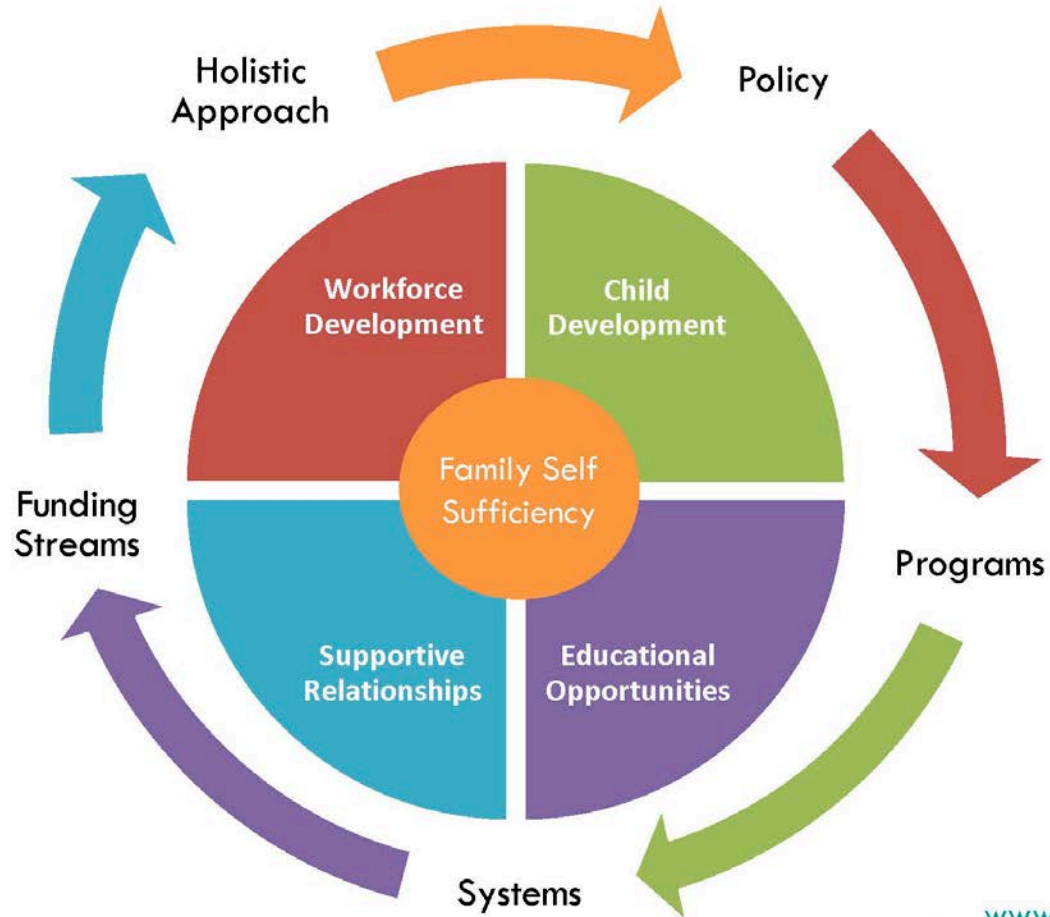 Holistic
Approach
Policy
Workforce
Development
Child
Development
Family Self
Sufficiency
Funding
Streams
Programs
Supportive
Relationships
Educational
Opportunities
Systems